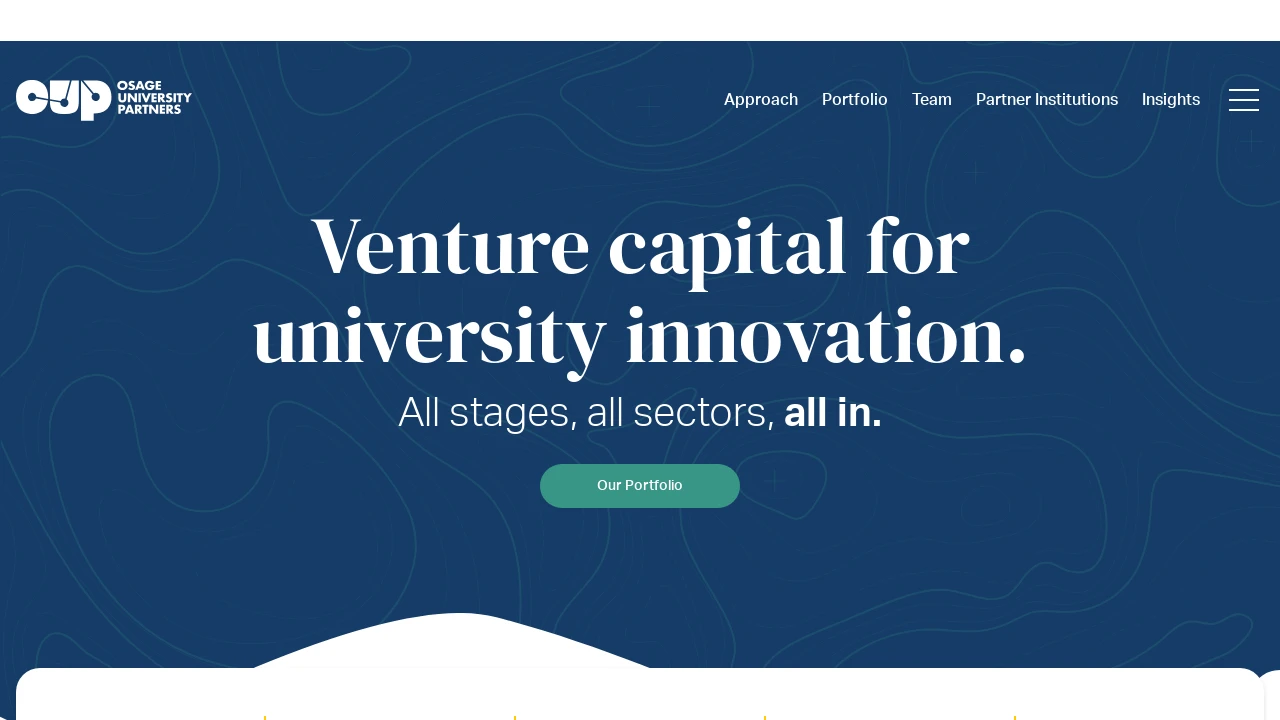 OUP
OSAGE
UNIVERSITY
PARTNERS
Approach
Portfolio
Team
Partner Institutions
Insights
Venture capital for
university innovation.
All stages, all sectors, all in.
Our Portfolio